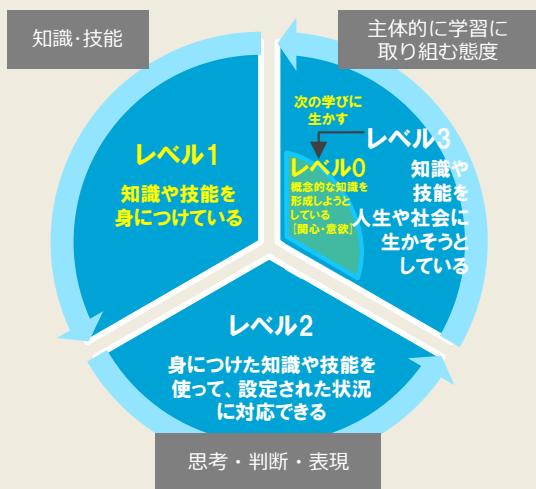 知識・技能
主体的に学習に
取り組む態度
レベル1
知識や技能を
身につけている
次の学びに
生かす
レベル3
知識や
技能を
人生や社会に
生かそうと
している
レベル0
概念的な知識を
形成しようと
している
[関心・意欲]
レベル2
身につけた知識や技能を
使って、設定された状況
に対応できる
思考・判断・表現